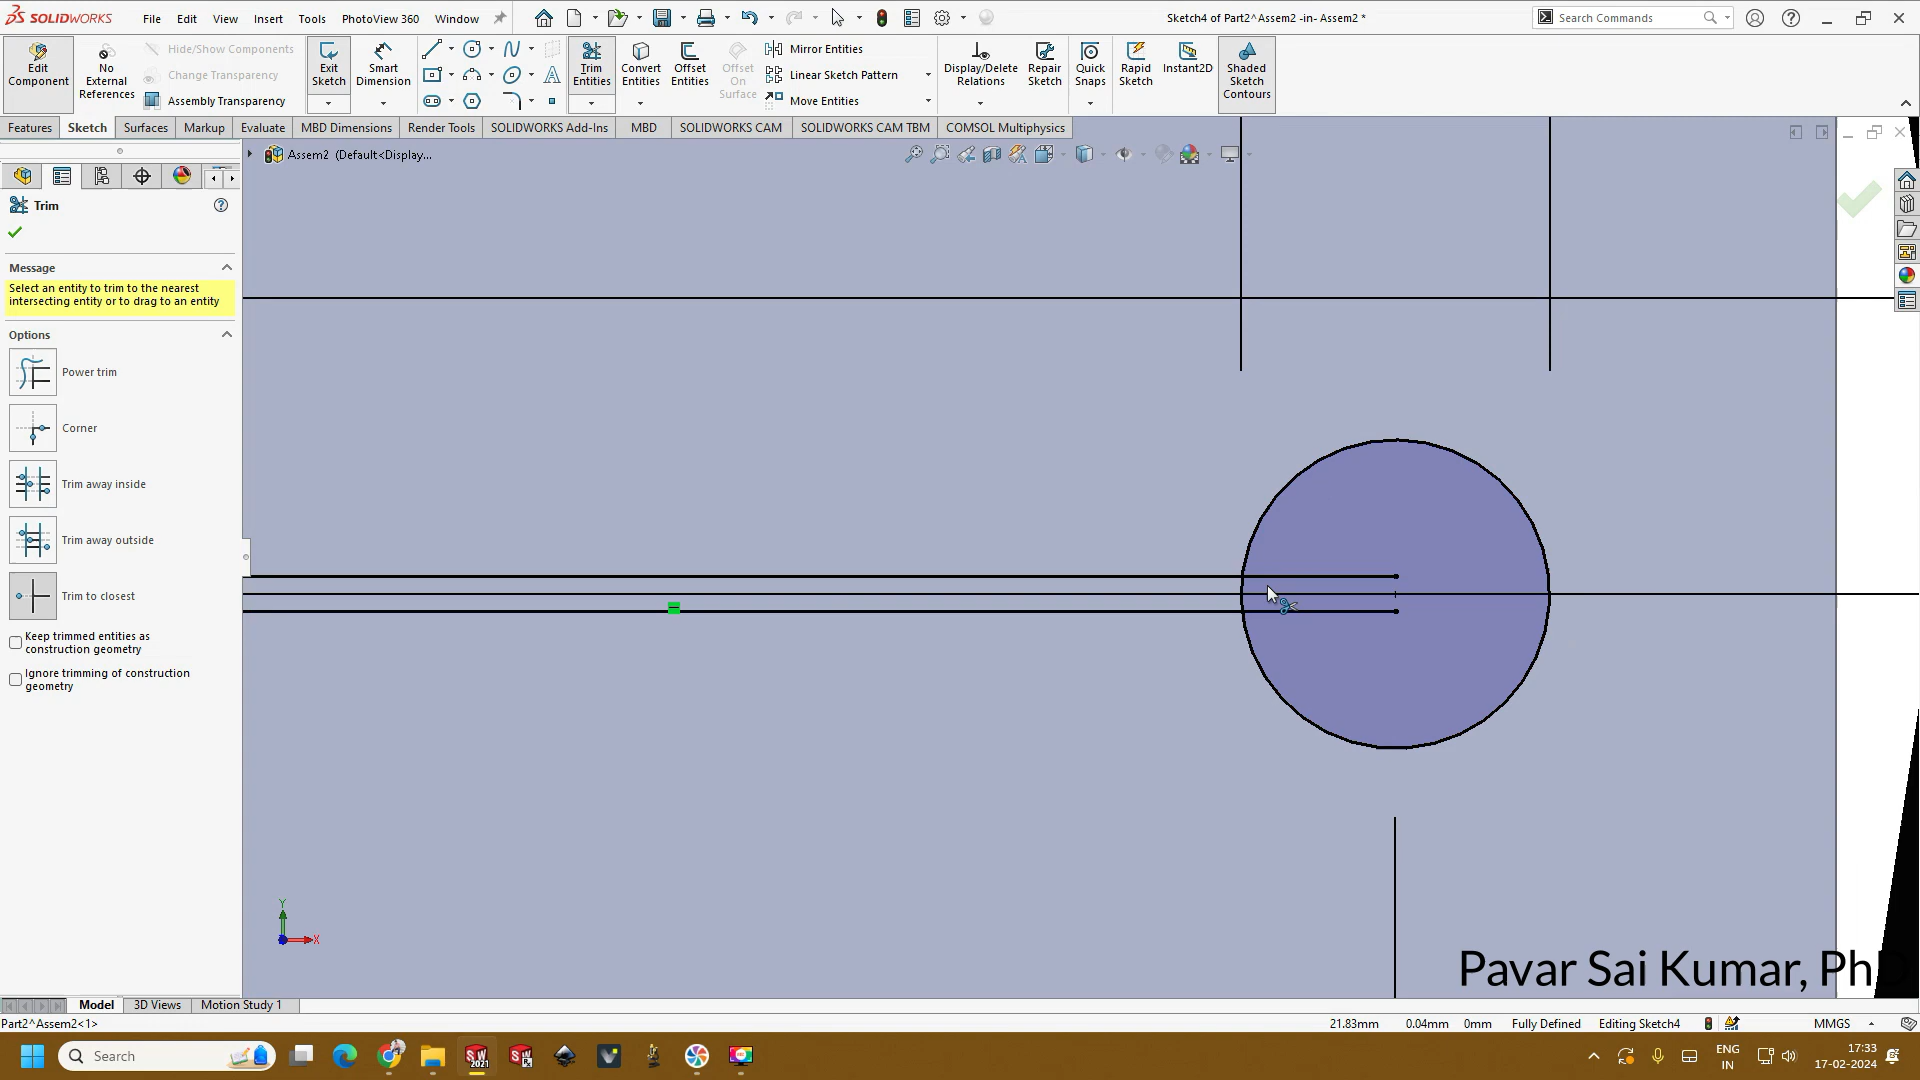 SOLIDWORKS File Edit View Insert Tools PhotoView 360 Window Sketch4 of Part2^Assem2 -in- Assem2 * Search Commands
Edit Component
No External References
Hide/Show Components
Change Transparency
Assembly Transparency
Exit Sketch
Smart Dimension
Trim Entities
Convert Entities
Offset Entities
Offset On Surface
Mirror Entities
Linear Sketch Pattern
Move Entities
Display/Delete Relations
Repair Sketch
Quick Snaps
Rapid Sketch
Instant2D
Shaded Sketch Contours
Features Sketch Surfaces Markup Evaluate MBD Dimensions Render Tools SOLIDWORKS Add-Ins MBD SOLIDWORKS CAM SOLIDWORKS CAM TBM COMSOL Multiphysics
Assem2 (Default<Display...
Trim
Message
Select an entity to trim to the nearest
intersecting entity or to drag to an entity
Options
Power trim
Corner
Trim away inside
Trim away outside
Trim to closest
Keep trimmed entities as
construction geometry
Ignore trimming of construction
geometry
Y
X
Pavar Sai Kumar, PhD
Model 3D Views Motion Study 1
Part2^Assem2<1> 21.83mm 0.04mm 0mm Fully Defined Editing Sketch4 MMGS
Search
ENG
IN
17:33
17-02-2024